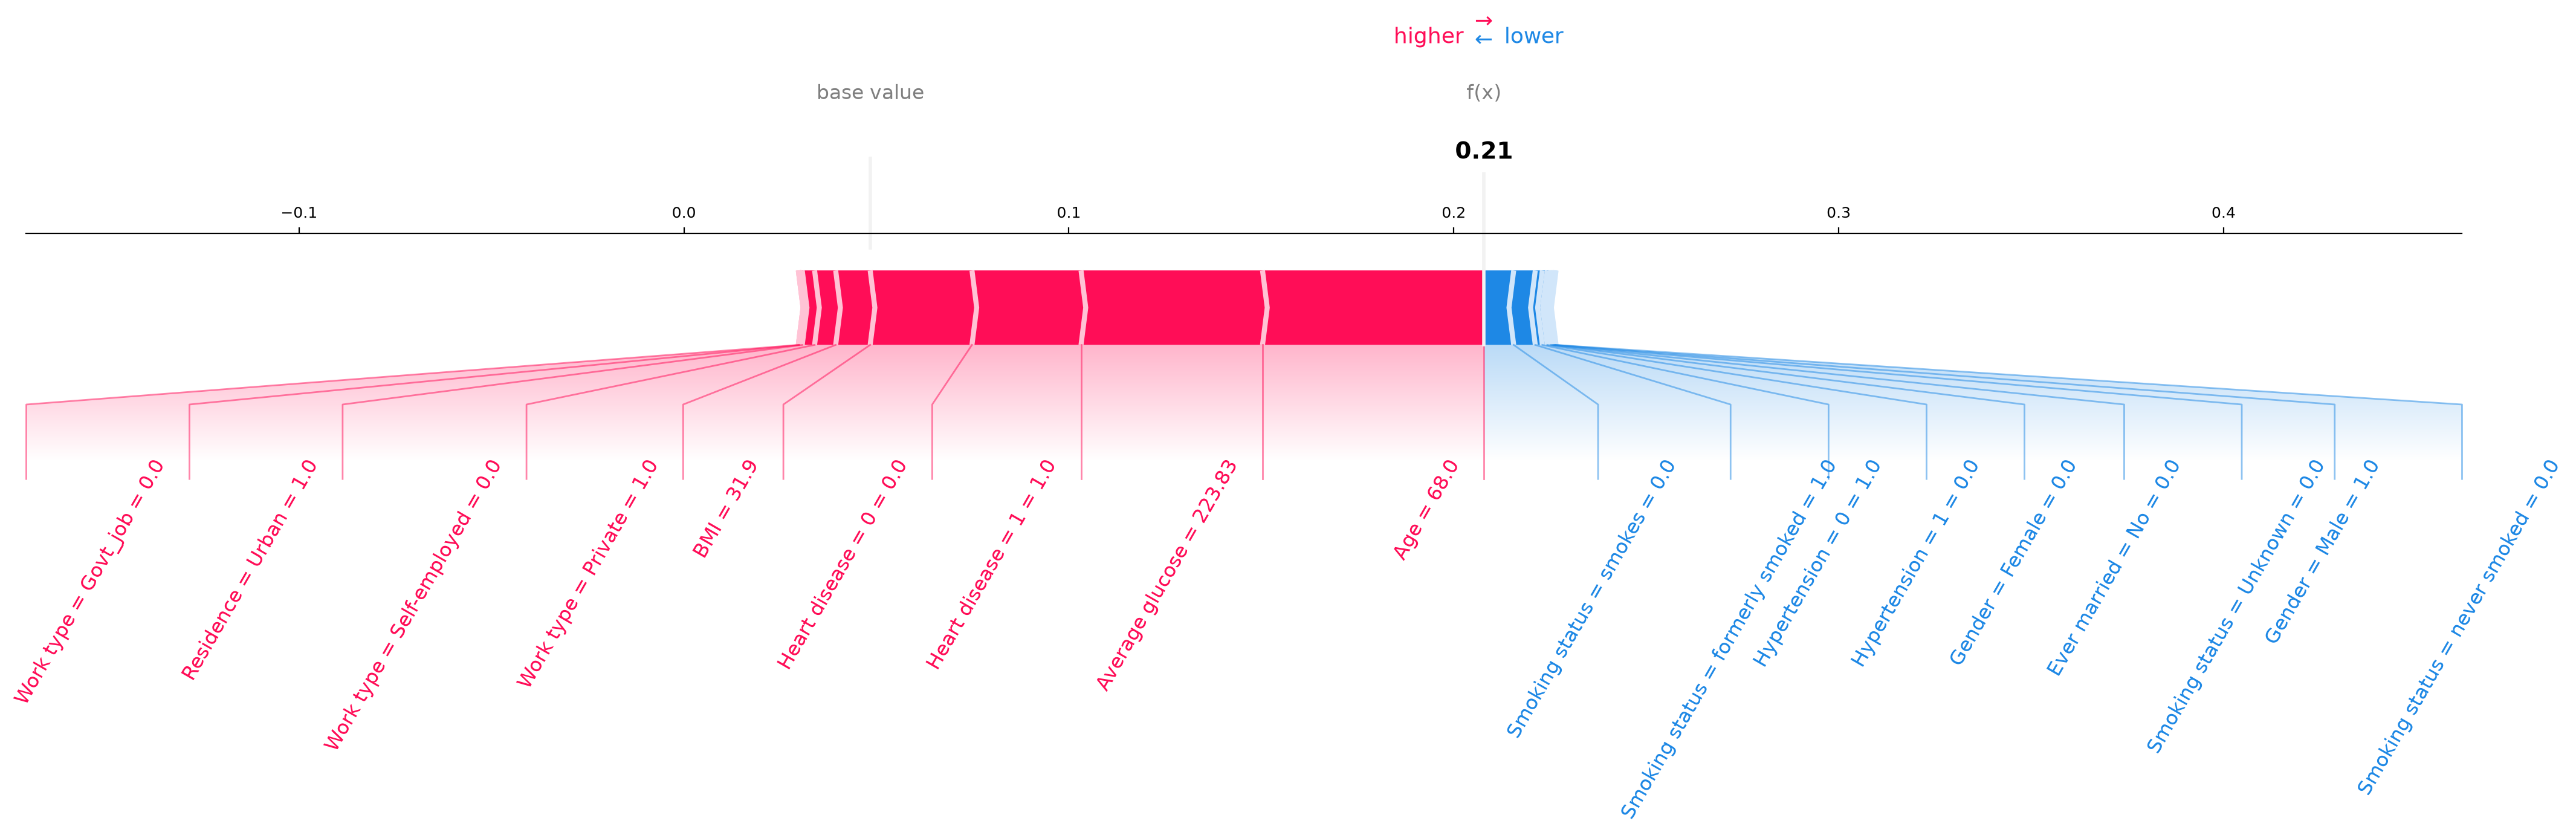 higher → ← lower
base value
f(x)
0.21
−0.1 0.0 0.1 0.2 0.3 0.4
Work type = Govt_job = 0.0
Residence = Urban = 1.0
Work type = Self-employed = 0.0
Work type = Private = 1.0
BMI = 31.9
Heart disease = 0 = 0.0
Heart disease = 1 = 1.0
Average glucose = 223.83
Age = 68.0
Smoking status = smokes = 0.0
Smoking status = formerly smoked = 1.0
Hypertension = 0 = 1.0
Hypertension = 1 = 0.0
Gender = Female = 0.0
Ever married = No = 0.0
Smoking status = Unknown = 0.0
Gender = Male = 1.0
Smoking status = never smoked = 0.0